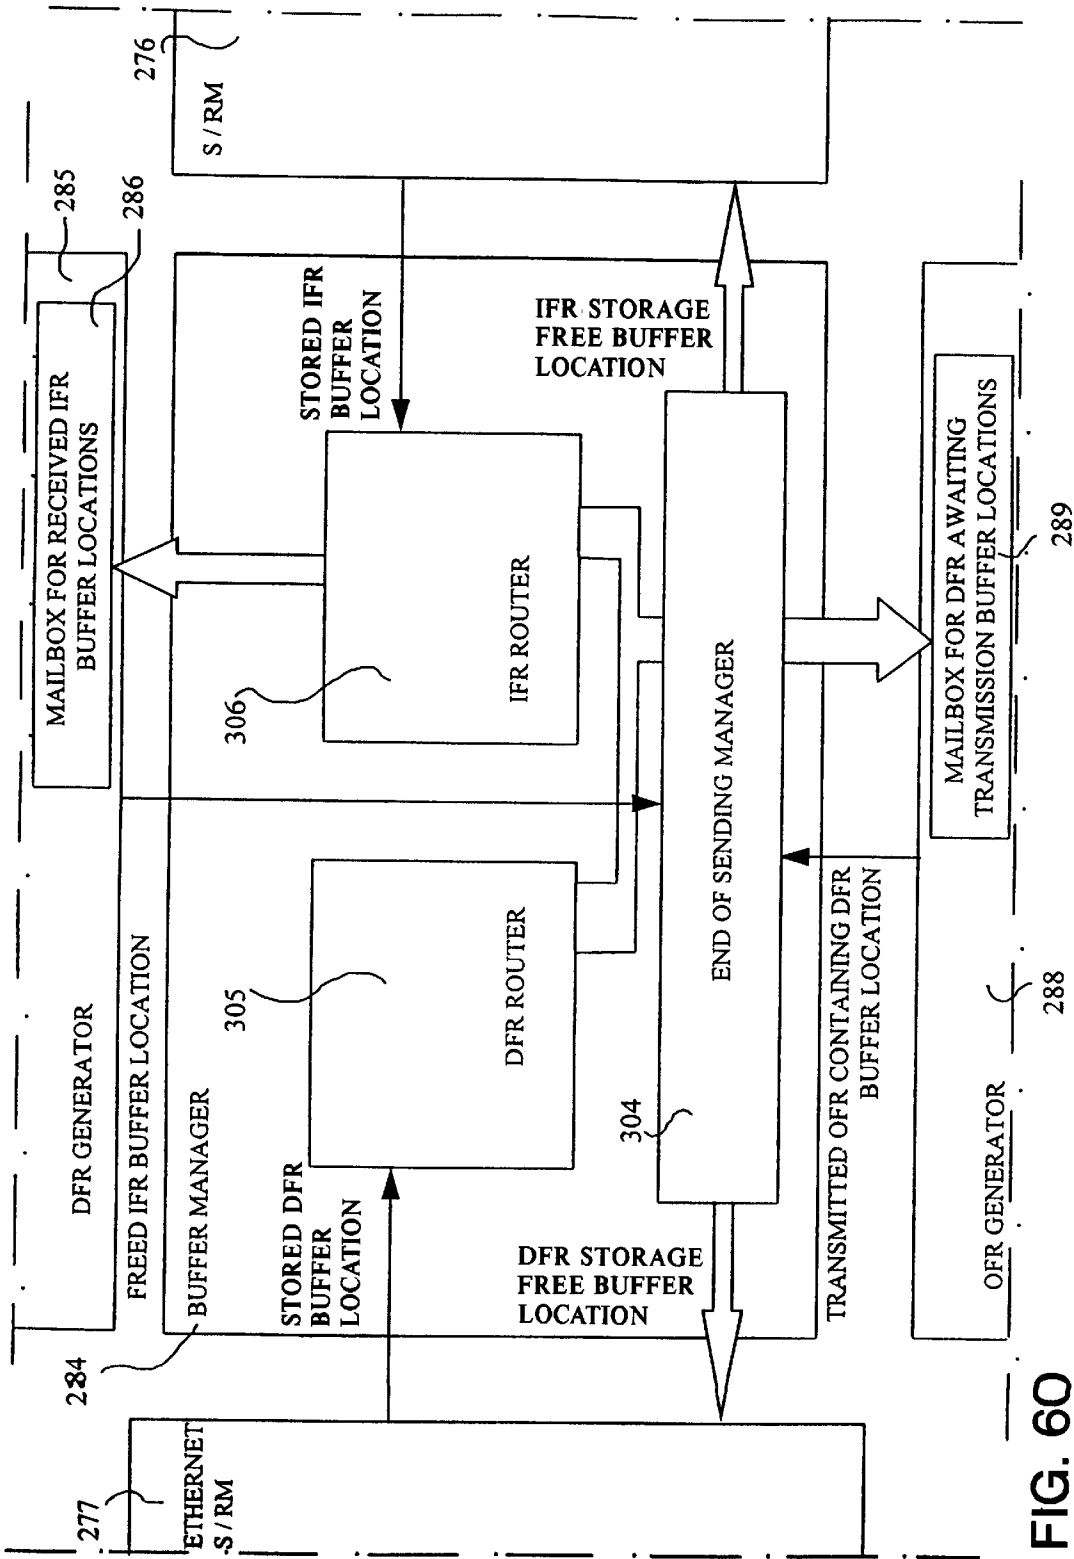 277
ETHERNET
S / RM
284
DFR GENERATOR
285
286
MAILBOX FOR RECEIVED IFR
BUFFER LOCATIONS
FREED IFR BUFFER LOCATION
BUFFER MANAGER
276
S / RM
STORED DFR
BUFFER
LOCATION
305
DFR ROUTER
306
IFR ROUTER
STORED IFR
BUFFER
LOCATION
304
END OF SENDING MANAGER
DFR STORAGE
FREE BUFFER
LOCATION
IFR STORAGE
FREE BUFFER
LOCATION
TRANSMITTED OFR CONTAINING DFR
BUFFER LOCATION
OFR GENERATOR
288
MAILBOX FOR DFR AWAITING
TRANSMISSION BUFFER LOCATIONS
289
FIG. 60